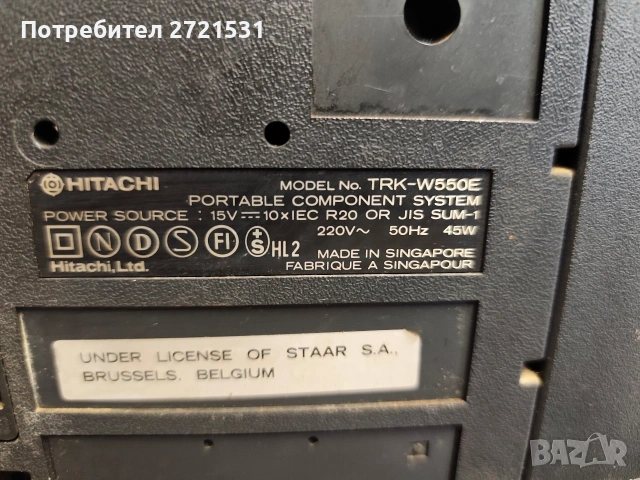 Потребител 2721531
HITACHI MODEL No. TRK-W550E
PORTABLE COMPONENT SYSTEM
POWER SOURCE : 15V⎓ 10×IEC R20 OR JIS SUM-1
220V~ 50Hz 45W
N D S FI +S HL2 MADE IN SINGAPORE
Hitachi,Ltd. FABRIQUE A SINGAPOUR
UNDER LICENSE OF STAAR S.A.,
BRUSSELS, BELGIUM
BAZAR